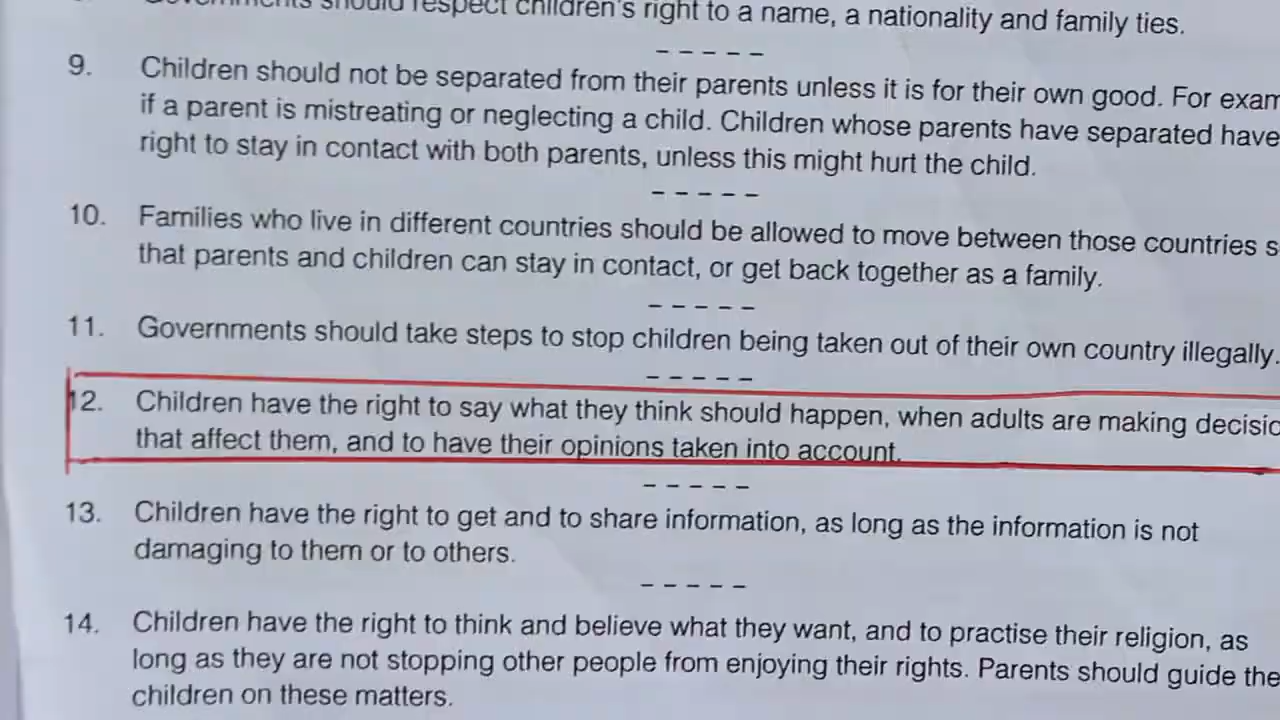 Governments should respect children's right to a name, a nationality and family ties.
- - - - -
9. Children should not be separated from their parents unless it is for their own good. For exam
if a parent is mistreating or neglecting a child. Children whose parents have separated have
right to stay in contact with both parents, unless this might hurt the child.
- - - - -
10. Families who live in different countries should be allowed to move between those countries s
that parents and children can stay in contact, or get back together as a family.
- - - - -
11. Governments should take steps to stop children being taken out of their own country illegally.
- - - - -
12. Children have the right to say what they think should happen, when adults are making decisio
that affect them, and to have their opinions taken into account.
- - - - -
13. Children have the right to get and to share information, as long as the information is not
damaging to them or to others.
- - - - -
14. Children have the right to think and believe what they want, and to practise their religion, as
long as they are not stopping other people from enjoying their rights. Parents should guide the
children on these matters.